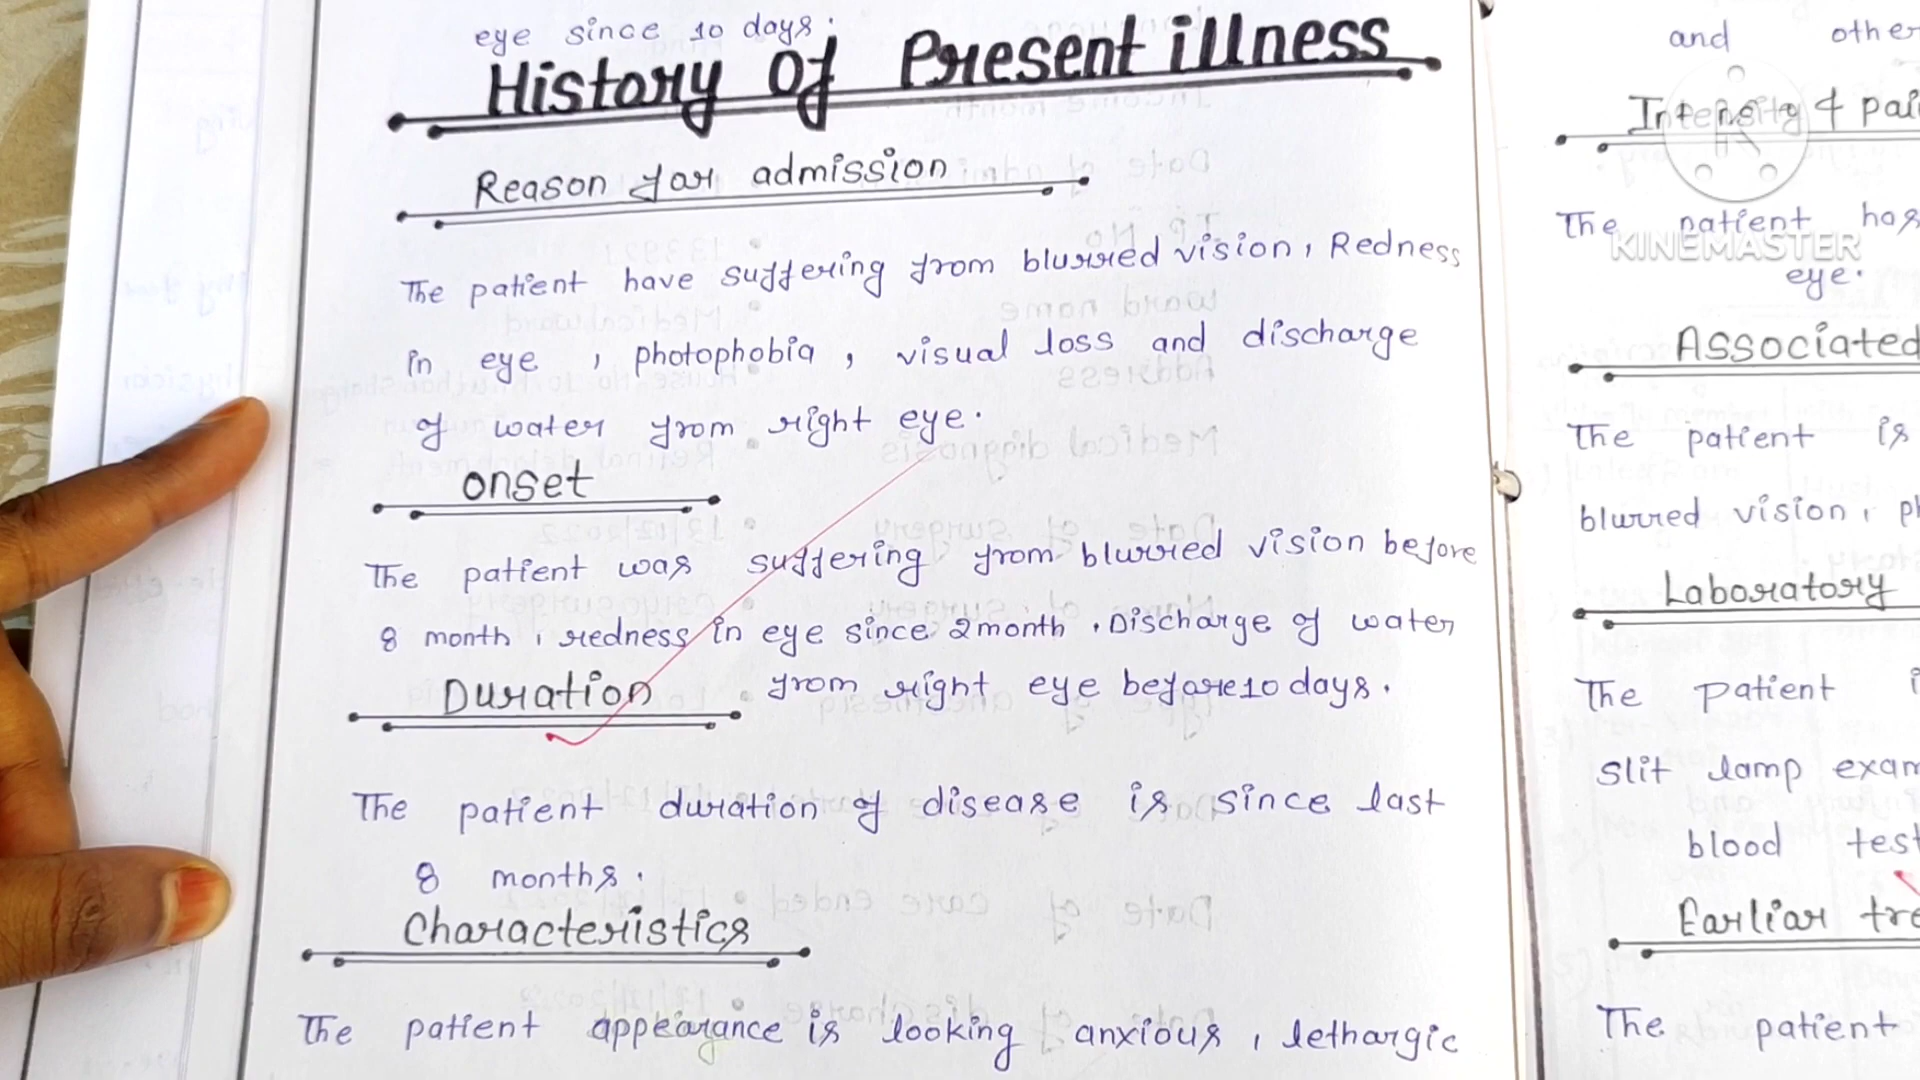 eye since 10 days.
History Of Present illness
Reason for admission
The patient have suffering from blurred vision, Redness
in eye , photophobia , visual loss and discharge
of water from right eye.
onset
The patient was suffering from blurred vision before
8 month , redness in eye since 2 month . Discharge of water
from right eye before 10 days.
Duration
The patient duration of disease is since last
8 months.
Characteristics
The patient appearance is looking anxious , lethargic
and other
Intensity & pai
The patient has
KINEMASTER
eye.
Associated
The patient is
blurred vision, ph
Laboratory
The patient i
slit lamp exam
blood test
Earliar tre
The patient